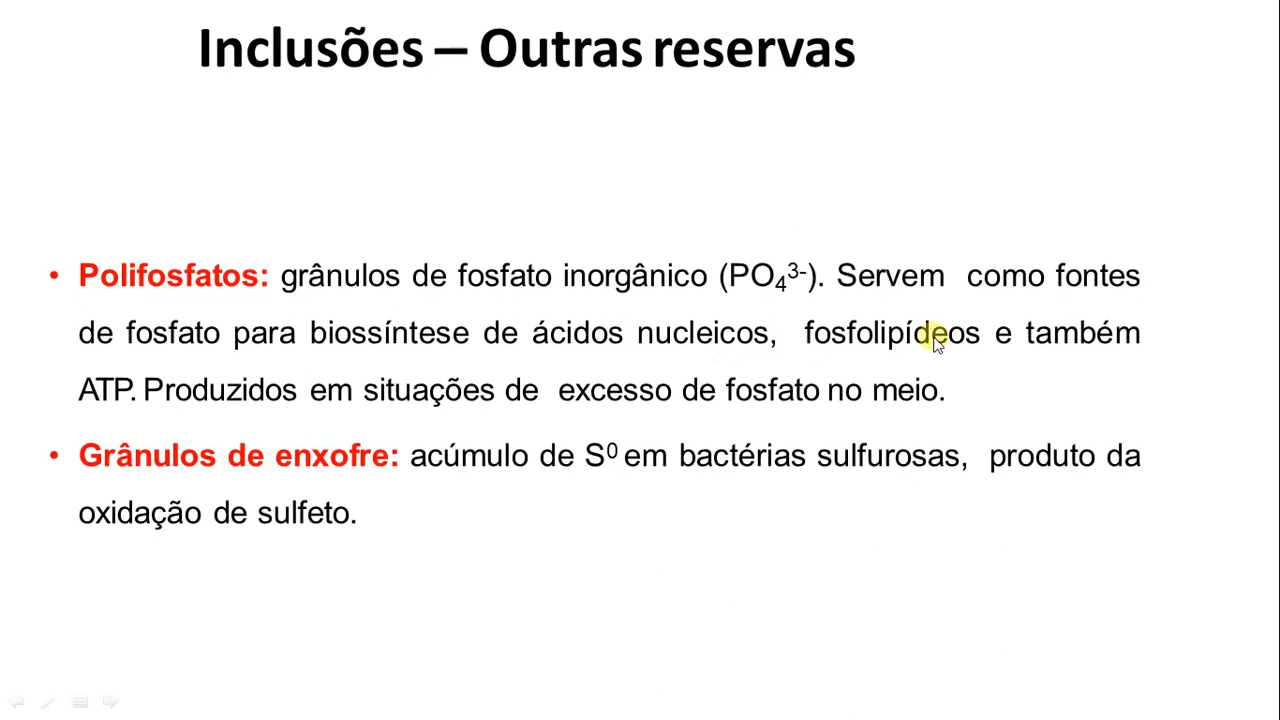 Inclusões – Outras reservas
• Polifosfatos: grânulos de fosfato inorgânico (PO₄³⁻). Servem como fontes
de fosfato para biossíntese de ácidos nucleicos, fosfolipídeos e também
ATP. Produzidos em situações de excesso de fosfato no meio.
• Grânulos de enxofre: acúmulo de S⁰ em bactérias sulfurosas, produto da
oxidação de sulfeto.